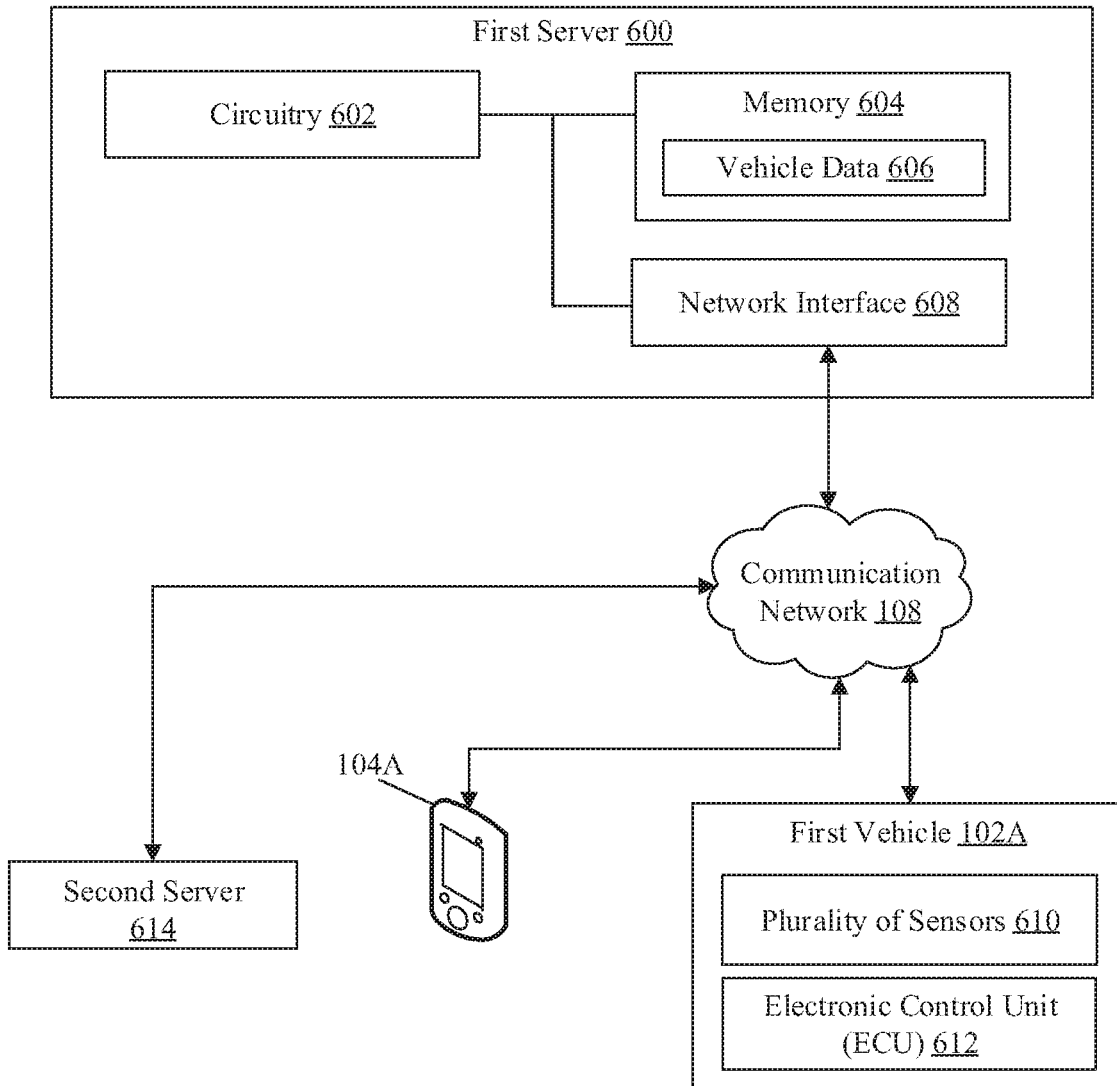 First Server 600
Circuitry 602
Memory 604
Vehicle Data 606
Network Interface 608
Communication
Network 108
104A
First Vehicle 102A
Second Server
614
Plurality of Sensors 610
Electronic Control Unit
(ECU) 612